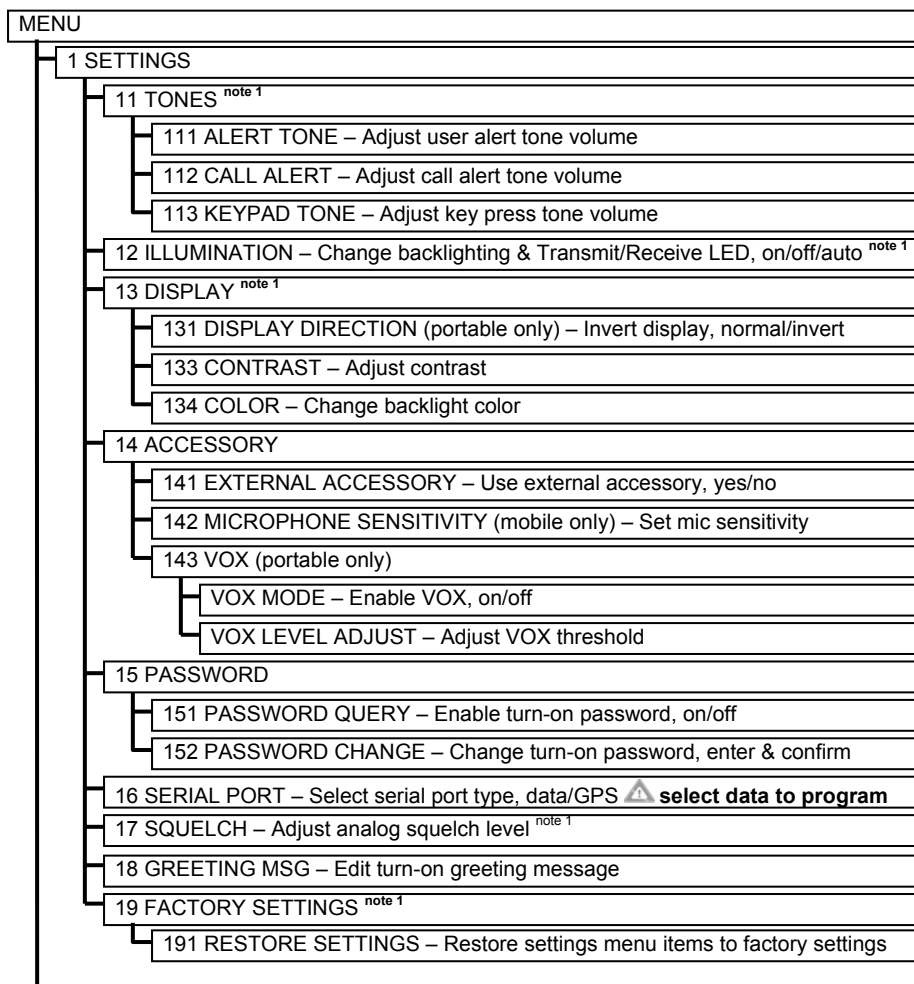 MENU
1 SETTINGS
11 TONES note 1
111 ALERT TONE – Adjust user alert tone volume
112 CALL ALERT – Adjust call alert tone volume
113 KEYPAD TONE – Adjust key press tone volume
12 ILLUMINATION – Change backlighting & Transmit/Receive LED, on/off/auto note 1
13 DISPLAY note 1
131 DISPLAY DIRECTION (portable only) – Invert display, normal/invert
133 CONTRAST – Adjust contrast
134 COLOR – Change backlight color
14 ACCESSORY
141 EXTERNAL ACCESSORY – Use external accessory, yes/no
142 MICROPHONE SENSITIVITY (mobile only) – Set mic sensitivity
143 VOX (portable only)
VOX MODE – Enable VOX, on/off
VOX LEVEL ADJUST – Adjust VOX threshold
15 PASSWORD
151 PASSWORD QUERY – Enable turn-on password, on/off
152 PASSWORD CHANGE – Change turn-on password, enter & confirm
16 SERIAL PORT – Select serial port type, data/GPS ⚠ select data to program
17 SQUELCH – Adjust analog squelch level note 1
18 GREETING MSG – Edit turn-on greeting message
19 FACTORY SETTINGS note 1
191 RESTORE SETTINGS – Restore settings menu items to factory settings